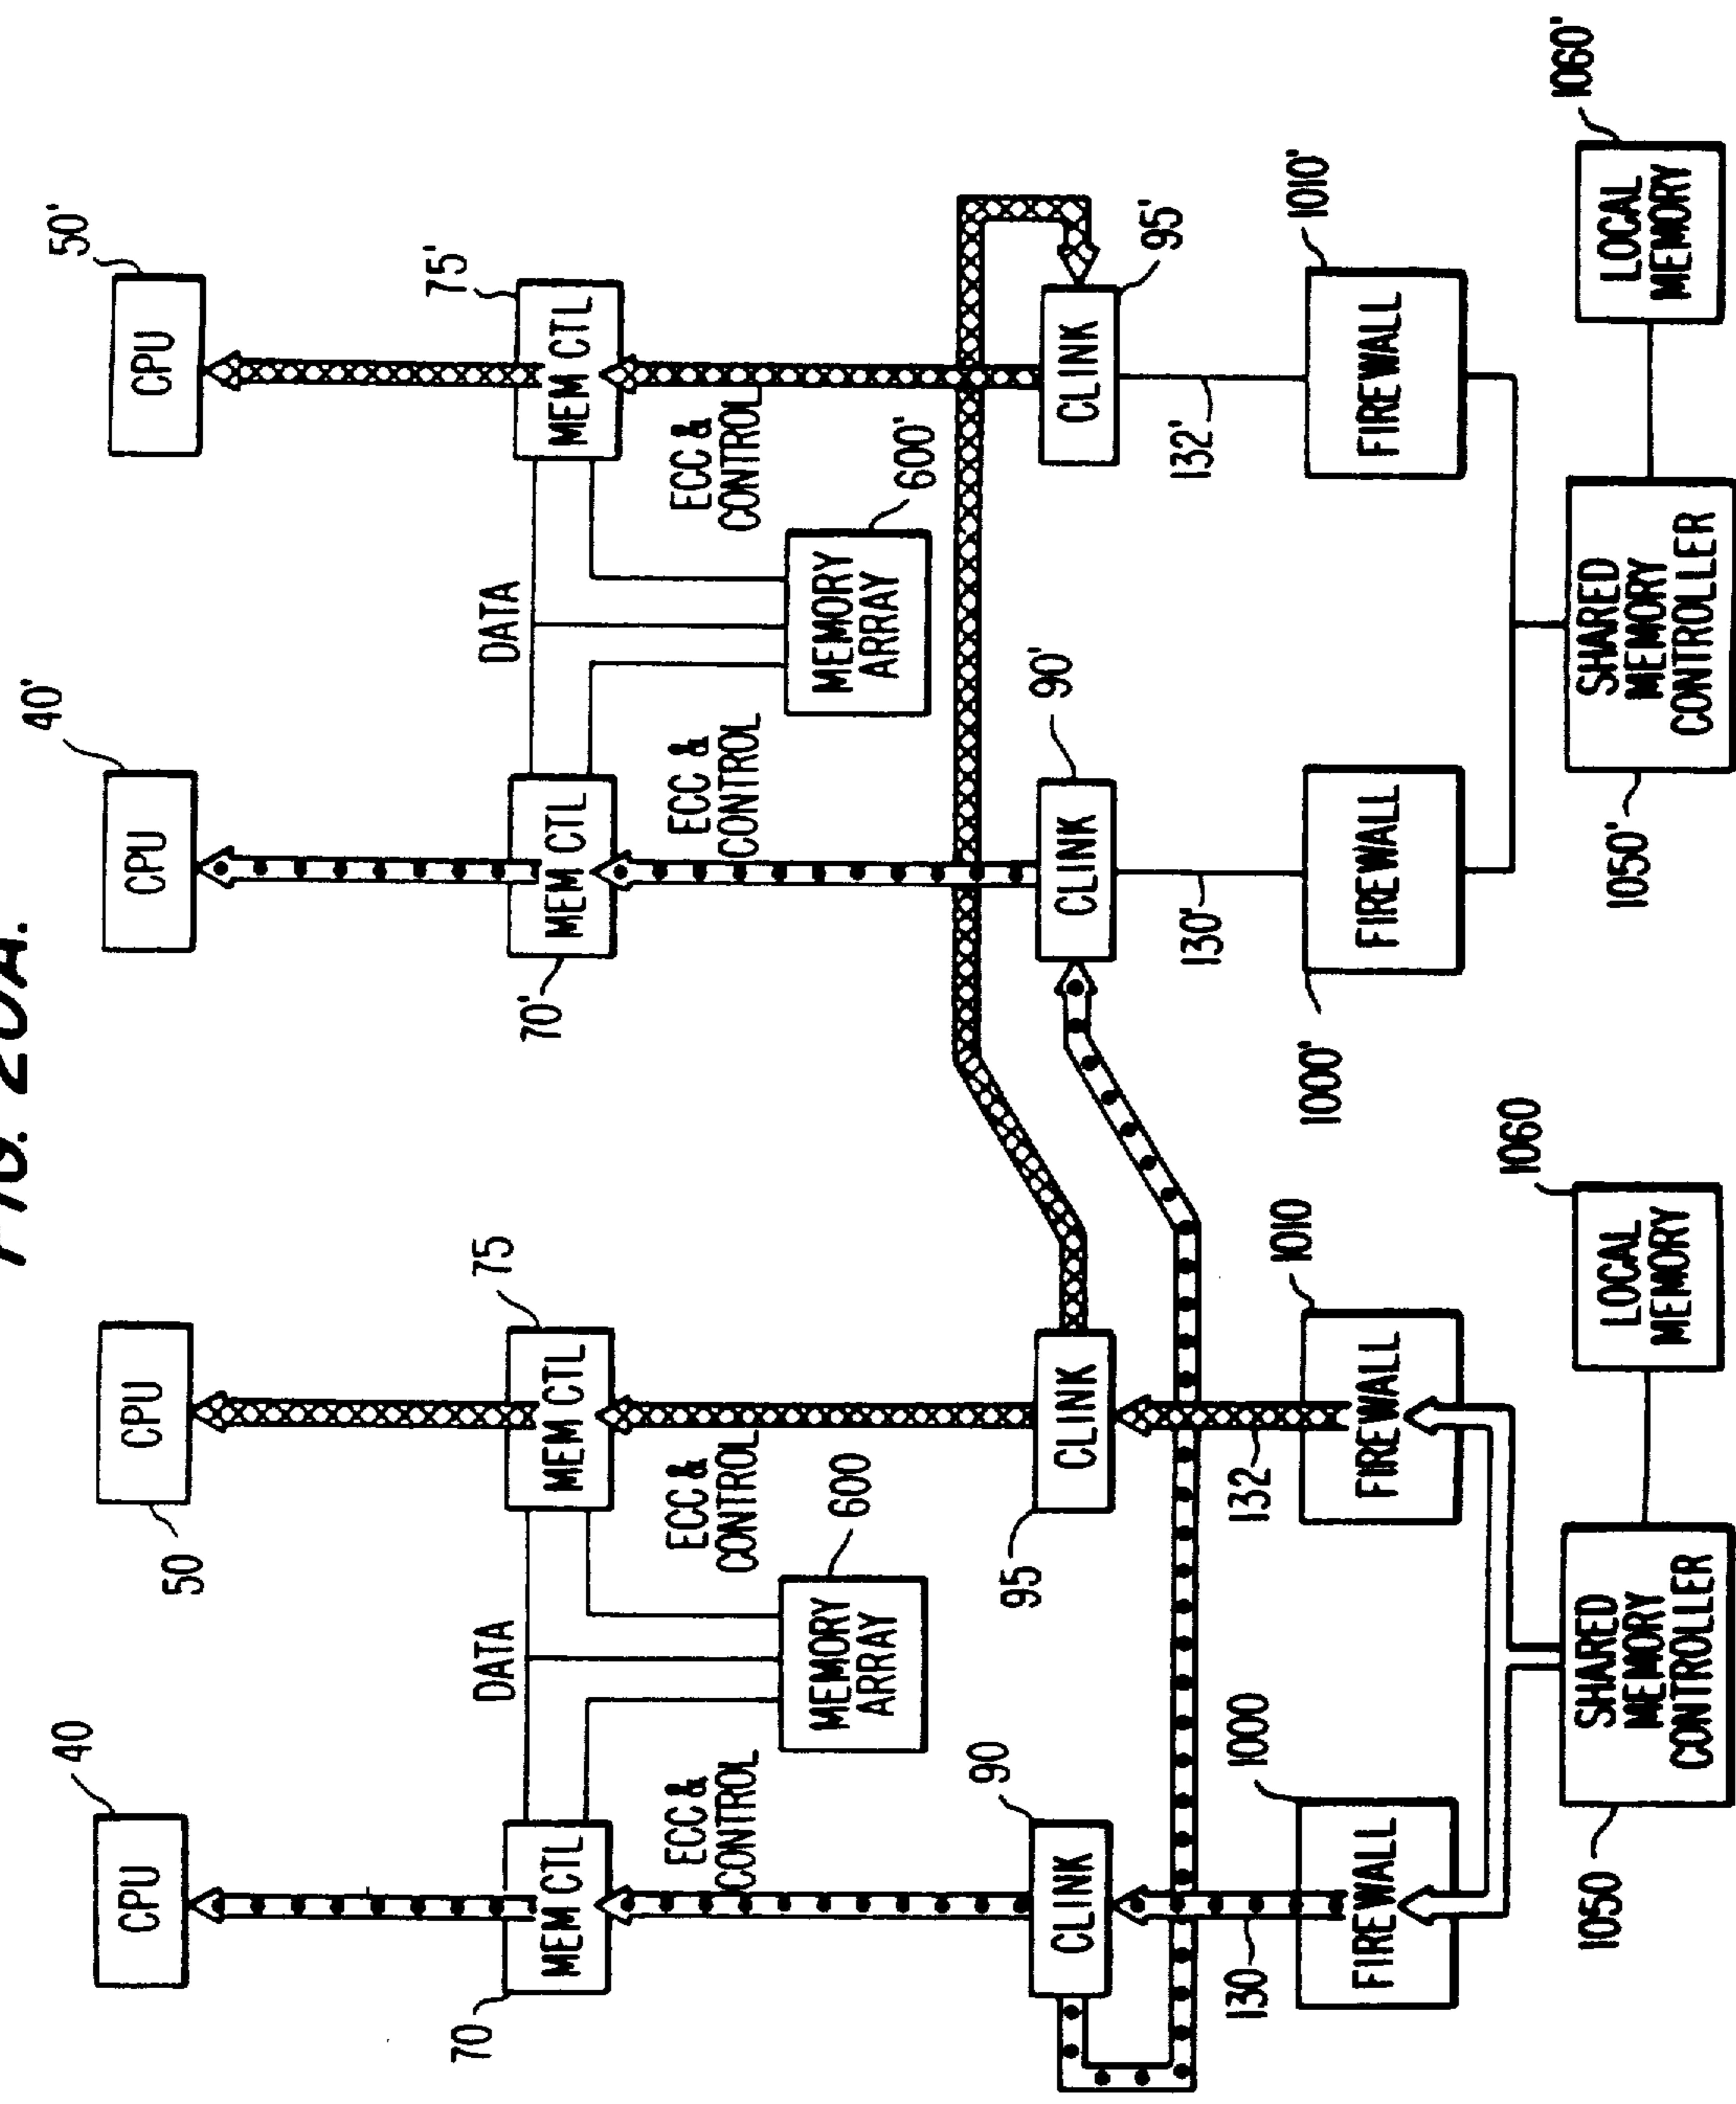 FIG. 20A.
40
CPU
50
CPU
40'
CPU
50'
CPU
70
MEM CTL
DATA
75
MEM CTL
70'
MEM CTL
DATA
75'
MEM CTL
ECC &
CONTROL
ECC &
CONTROL
ECC &
CONTROL
ECC &
CONTROL
MEMORY
ARRAY
600
MEMORY
ARRAY
600'
90
CLINK
95
CLINK
90'
CLINK
95'
CLINK
130
132
130'
132'
1000
FIREWALL
1010
FIREWALL
1000'
FIREWALL
1010'
FIREWALL
1050
SHARED
MEMORY
CONTROLLER
1060
LOCAL
MEMORY
1050'
SHARED
MEMORY
CONTROLLER
1060'
LOCAL
MEMORY